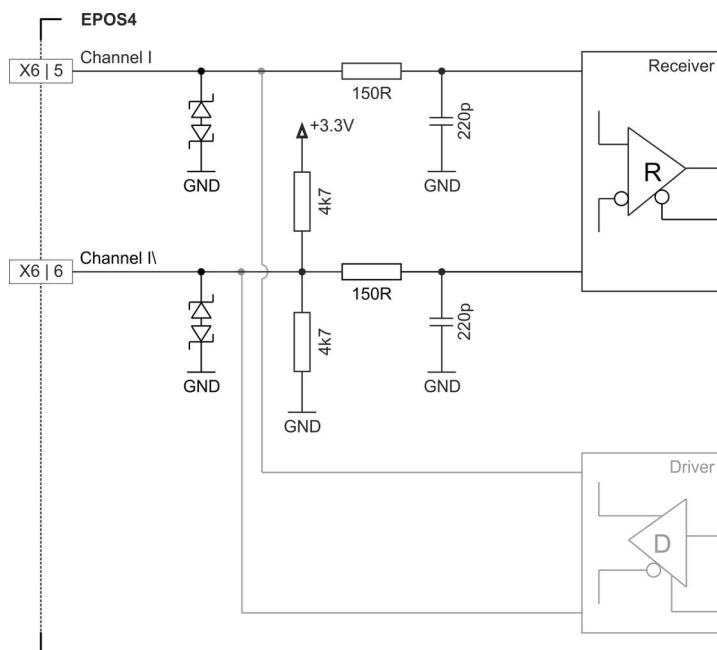 EPOS4
X6 | 5
Channel I
Receiver
150R
220p
+3.3V
GND
GND
R
4k7
X6 | 6
Channel I\
150R
4k7
220p
GND
GND
GND
Driver
D